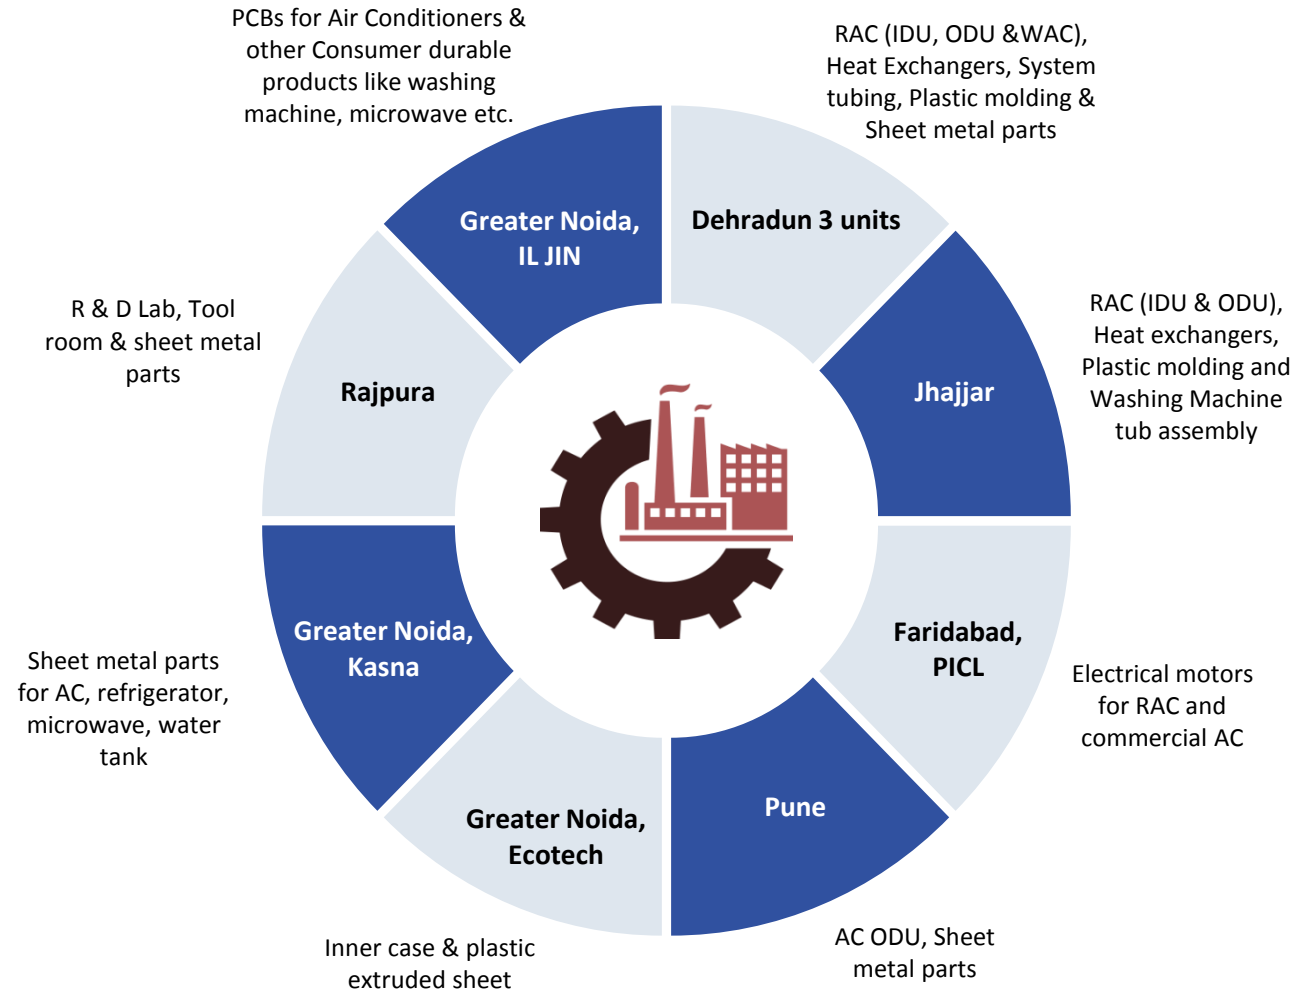 PCBs for Air Conditioners &
other Consumer durable
products like washing
machine, microwave etc.
RAC (IDU, ODU &WAC),
Heat Exchangers, System
tubing, Plastic molding &
Sheet metal parts
Greater Noida,
IL JIN
Dehradun 3 units
R & D Lab, Tool
room & sheet metal
parts
Rajpura
Jhajjar
RAC (IDU & ODU),
Heat exchangers,
Plastic molding and
Washing Machine
tub assembly
Greater Noida,
Kasna
Faridabad,
PICL
Sheet metal parts
for AC, refrigerator,
microwave, water
tank
Electrical motors
for RAC and
commercial AC
Greater Noida,
Ecotech
Pune
Inner case & plastic
extruded sheet
AC ODU, Sheet
metal parts